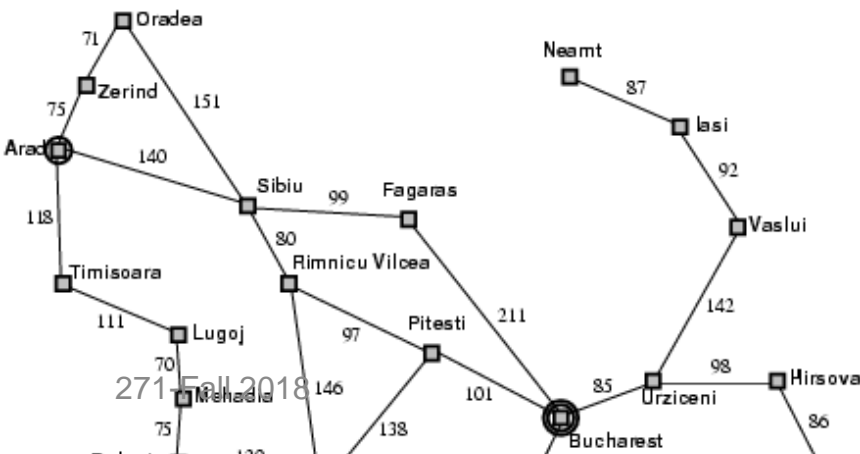 Oradea
71
Neamt
Zerind
87
75
151
Iasi
Arad
140
92
Sibiu
99
Fagaras
118
80
Vaslui
Timisoara
Rimnicu Vilcea
142
111
Pitesti
211
Lugoj
97
70
98
271-Fall 2018
146
101
85
Hirsova
Mehadia
Urziceni
75
138
86
Bucharest